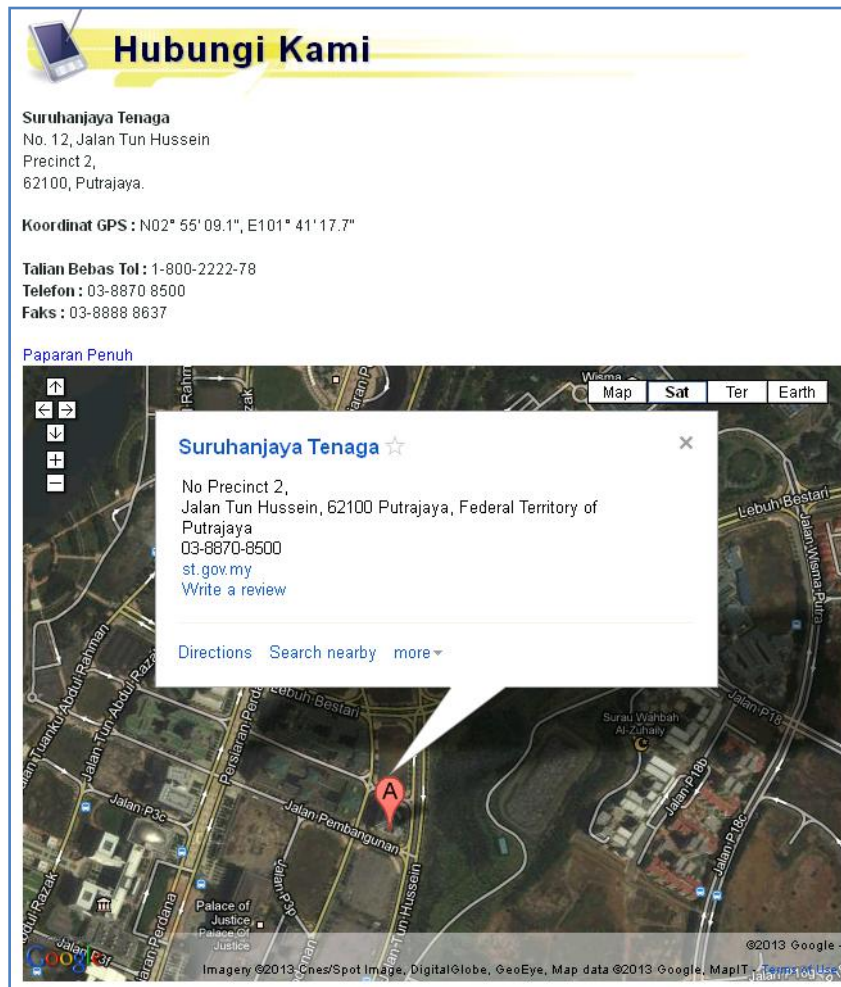 Hubungi Kami
Suruhanjaya Tenaga
No. 12, Jalan Tun Hussein
Precinct 2,
62100, Putrajaya.
Koordinat GPS : N02° 55' 09.1", E101° 41' 17.7"
Talian Bebas Tol : 1-800-2222-78
Telefon : 03-8870 8500
Faks : 03-8888 8637
Paparan Penuh
Wisma
Map Sat Ter Earth
Suruhanjaya Tenaga
No Precinct 2,
Jalan Tun Hussein, 62100 Putrajaya, Federal Territory of
Putrajaya
03-8870-8500
st.gov.my
Write a review
Directions Search nearby more
Lebuh Bestari
Jalan Wisma Putra
Jalan Tuanku Abdul Rahman
Jalan Tun Abdul Razak
Lebuh Bestari
Jalan P18
Surau Wahbah
Al-Zuhaily
A
Jalan P3c
Jalan Pembangunan
Jalan P18b
Jalan P18c
Jalan P3p
Jalan Tun Hussein
Palace of
Justice
Palace Of
Justice
Google
©2013 Google -
Imagery ©2013 Cnes/Spot Image, DigitalGlobe, GeoEye, Map data ©2013 Google, MapIT - Terms of Use